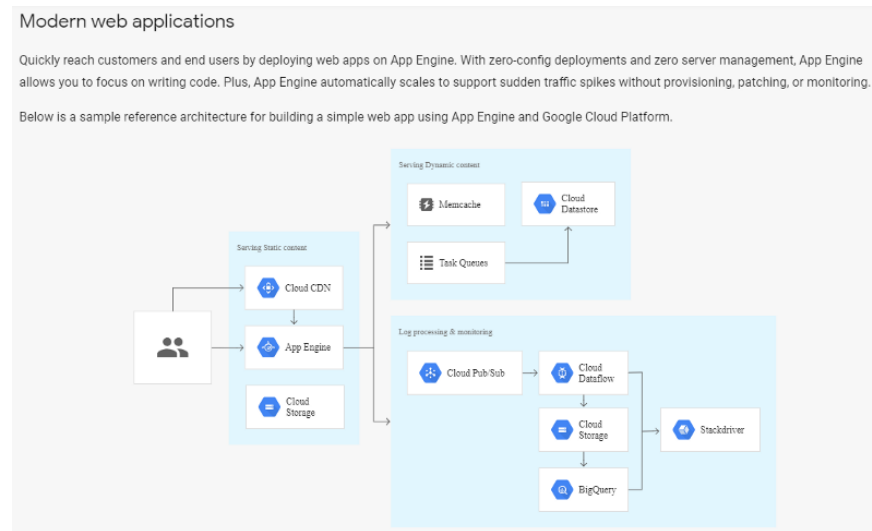 Modern web applications
Quickly reach customers and end users by deploying web apps on App Engine. With zero-config deployments and zero server management, App Engine
allows you to focus on writing code. Plus, App Engine automatically scales to support sudden traffic spikes without provisioning, patching, or monitoring.
Below is a sample reference architecture for building a simple web app using App Engine and Google Cloud Platform.
Serving Dynamic content
Memcache
Cloud
Datastore
Task Queues
Serving Static content
Cloud CDN
App Engine
Cloud
Storage
Log processing & monitoring
Cloud Pub/Sub
Cloud
Dataflow
Cloud
Storage
Stackdriver
BigQuery